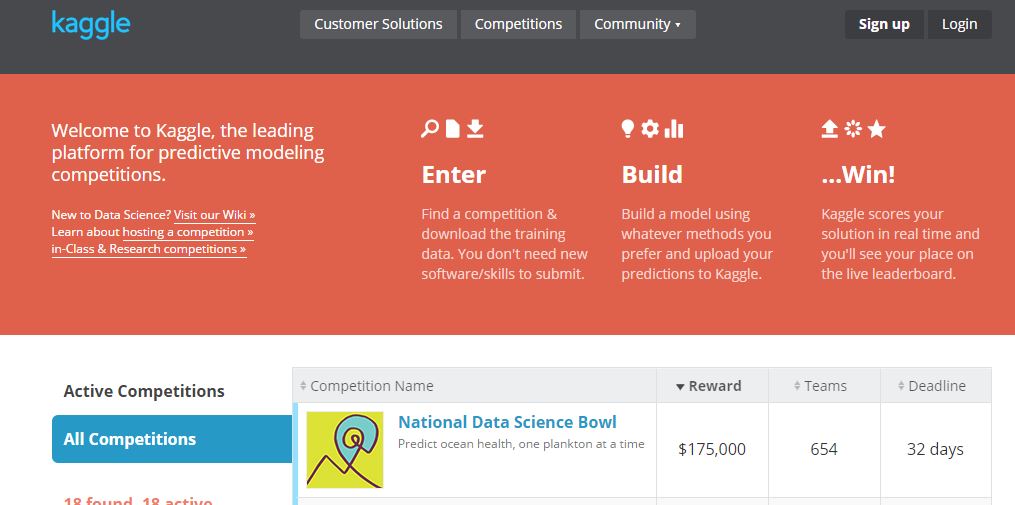 kaggle
Customer Solutions
Competitions
Community
Sign up
Login
Welcome to Kaggle, the leading
platform for predictive modeling
competitions.
New to Data Science? Visit our Wiki »
Learn about hosting a competition »
in-Class & Research competitions »
Enter
Find a competition &
download the training
data. You don't need new
software/skills to submit.
Build
Build a model using
whatever methods you
prefer and upload your
predictions to Kaggle.
...Win!
Kaggle scores your
solution in real time and
you'll see your place on
the live leaderboard.
Active Competitions
All Competitions
18 found, 18 active
Competition Name
Reward
Teams
Deadline
National Data Science Bowl
Predict ocean health, one plankton at a time
$175,000
654
32 days